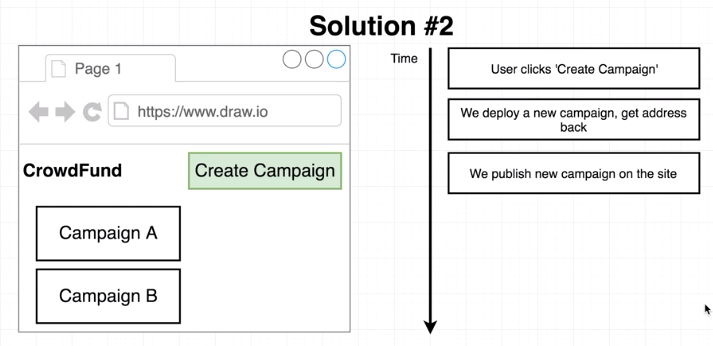 Solution #2
Page 1
https://www.draw.io
CrowdFund
Create Campaign
Campaign A
Campaign B
Time
User clicks 'Create Campaign'
We deploy a new campaign, get address
back
We publish new campaign on the site